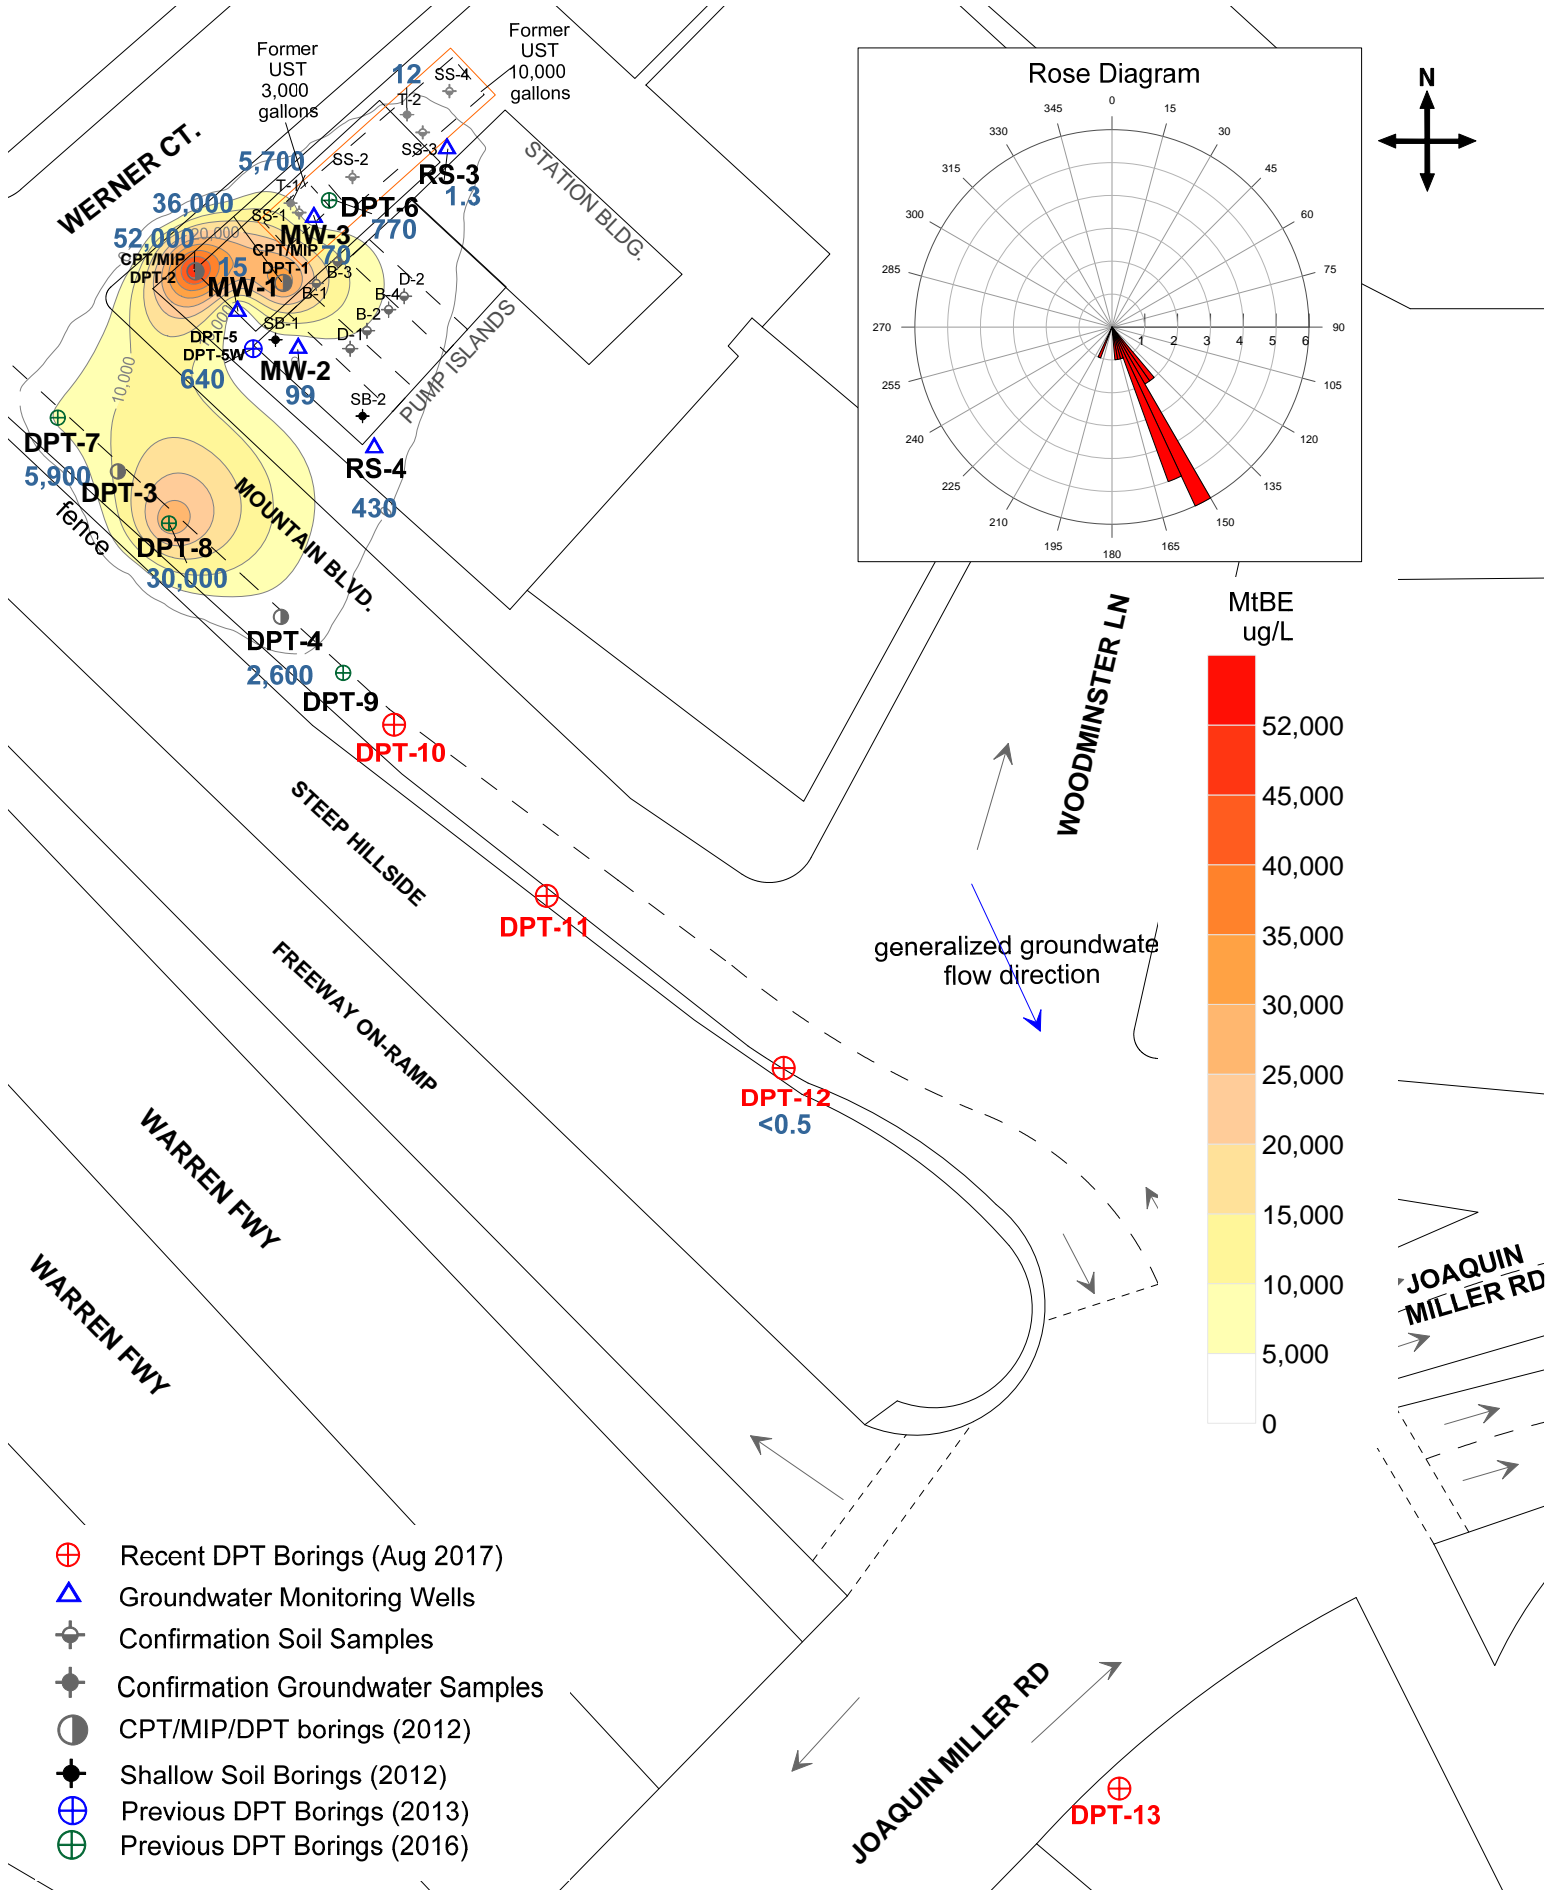 Former
UST
3,000
gallons
Former
UST
10,000
gallons
12
SS-4
T-2
SS-3
RS-3
1.3
5,700
SS-2
T-1
36,000
SS-1
DPT-6
770
MW-3
70
52,000
20,000
CPT/MIP
DPT-2
15
MW-1
CPT/MIP
DPT-1
B-3
B-1
D-2
B-4
B-2
D-1
SB-1
DPT-5
DPT-5W
640
MW-2
99
SB-2
RS-4
430
10,000
WERNER CT.
STATION BLDG.
PUMP ISLANDS
DPT-7
5,900
DPT-3
fence
DPT-8
30,000
MOUNTAIN BLVD.
DPT-4
2,600
DPT-9
DPT-10
DPT-11
DPT-12
<0.5
DPT-13
STEEP HILLSIDE
FREEWAY ON-RAMP
WARREN FWY
WARREN FWY
WOODMINSTER LN
generalized groundwate
flow direction
JOAQUIN
MILLER RD
JOAQUIN MILLER RD
Rose Diagram
0
15
30
45
60
75
90
105
120
135
150
165
180
195
210
225
240
255
270
285
300
315
330
345
1 2 3 4 5 6
N
MtBE
ug/L
52,000
45,000
40,000
35,000
30,000
25,000
20,000
15,000
10,000
5,000
0
Recent DPT Borings (Aug 2017)
Groundwater Monitoring Wells
Confirmation Soil Samples
Confirmation Groundwater Samples
CPT/MIP/DPT borings (2012)
Shallow Soil Borings (2012)
Previous DPT Borings (2013)
Previous DPT Borings (2016)